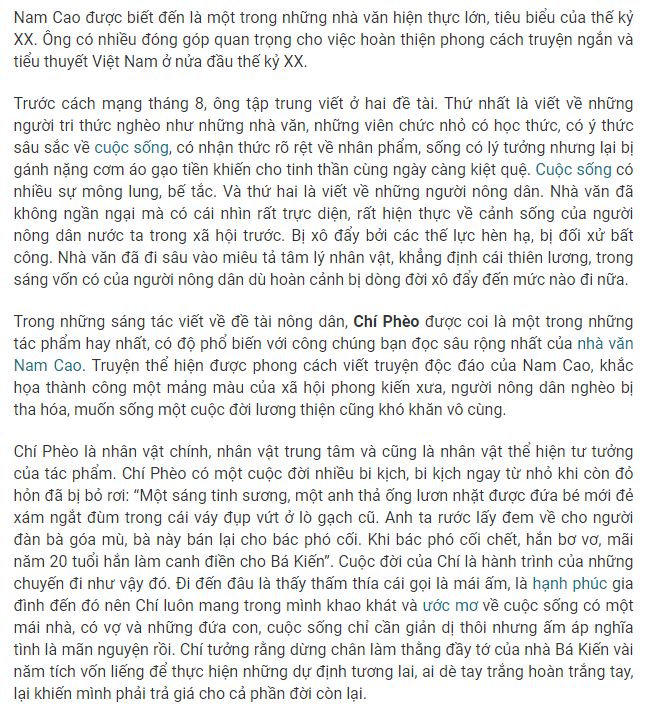 Nam Cao được biết đến là một trong những nhà văn hiện thực lớn, tiêu biểu của thế kỷ
XX. Ông có nhiều đóng góp quan trọng cho việc hoàn thiện phong cách truyện ngắn và
tiểu thuyết Việt Nam ở nửa đầu thế kỷ XX.
Trước cách mạng tháng 8, ông tập trung viết ở hai đề tài. Thứ nhất là viết về những
người tri thức nghèo như những nhà văn, những viên chức nhỏ có học thức, có ý thức
sâu sắc về cuộc sống, có nhận thức rõ rệt về nhân phẩm, sống có lý tưởng nhưng lại bị
gánh nặng cơm áo gạo tiền khiến cho tinh thần cùng ngày càng kiệt quệ. Cuộc sống có
nhiều sự mông lung, bế tắc. Và thứ hai là viết về những người nông dân. Nhà văn đã
không ngần ngại mà có cái nhìn rất trực diện, rất hiện thực về cảnh sống của người
nông dân nước ta trong xã hội trước. Bị xô đẩy bởi các thế lực hèn hạ, bị đối xử bất
công. Nhà văn đã đi sâu vào miêu tả tâm lý nhân vật, khẳng định cái thiên lương, trong
sáng vốn có của người nông dân dù hoàn cảnh bị dòng đời xô đẩy đến mức nào đi nữa.
Trong những sáng tác viết về đề tài nông dân, Chí Phèo được coi là một trong những
tác phẩm hay nhất, có độ phổ biến với công chúng bạn đọc sâu rộng nhất của nhà văn
Nam Cao. Truyện thể hiện được phong cách viết truyện độc đáo của Nam Cao, khắc
họa thành công một mảng màu của xã hội phong kiến xưa, người nông dân nghèo bị
tha hóa, muốn sống một cuộc đời lương thiện cũng khó khăn vô cùng.
Chí Phèo là nhân vật chính, nhân vật trung tâm và cũng là nhân vật thể hiện tư tưởng
của tác phẩm. Chí Phèo có một cuộc đời nhiều bi kịch, bi kịch ngay từ nhỏ khi còn đỏ
hỏn đã bị bỏ rơi: “Một sáng tinh sương, một anh thả ống lươn nhặt được đứa bé mới đẻ
xám ngắt đùm trong cái váy đụp vứt ở lò gạch cũ. Anh ta rước lấy đem về cho người
đàn bà góa mù, bà này bán lại cho bác phó cối. Khi bác phó cối chết, hắn bơ vơ, mãi
năm 20 tuổi hắn làm canh điền cho Bá Kiến”. Cuộc đời của Chí là hành trình của những
chuyến đi như vậy đó. Đi đến đâu là thấy thấm thía cái gọi là mái ấm, là hạnh phúc gia
đình đến đó nên Chí luôn mang trong mình khao khát và ước mơ về cuộc sống có một
mái nhà, có vợ và những đứa con, cuộc sống chỉ cần giản dị thôi nhưng ấm áp nghĩa
tình là mãn nguyện rồi. Chí tưởng rằng dừng chân làm thằng đầy tớ của nhà Bá Kiến vài
năm tích vốn liếng để thực hiện những dự định tương lai, ai dè tay trắng hoàn trắng tay,
lại khiến mình phải trả giá cho cả phần đời còn lại.